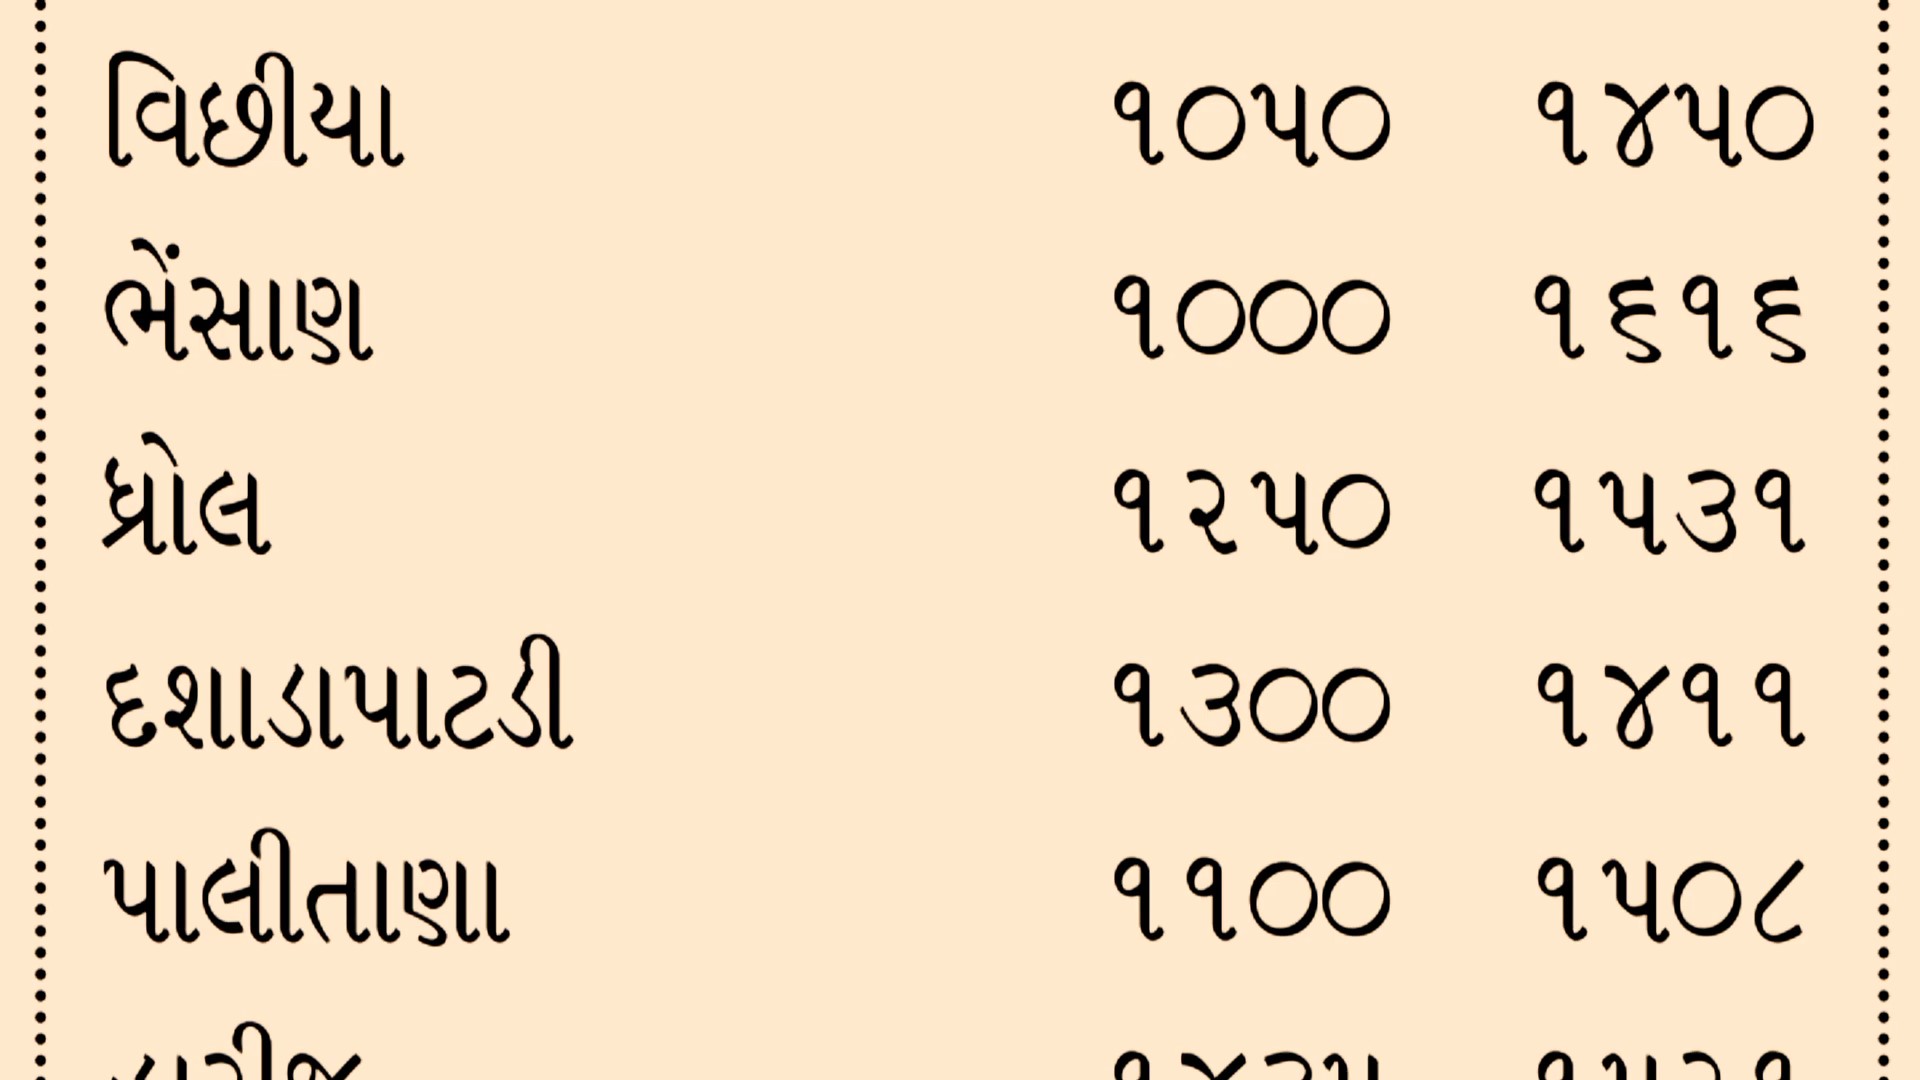 વિછીયા ૧૦૫૦ ૧૪૫૦
ભેંસાણ ૧૦૦૦ ૧૬૧૬
ધ્રોલ ૧૨૫૦ ૧૫૩૧
દશાડાપાટડી ૧૩૦૦ ૧૪૧૧
પાલીતાણા ૧૧૦૦ ૧૫૦૮